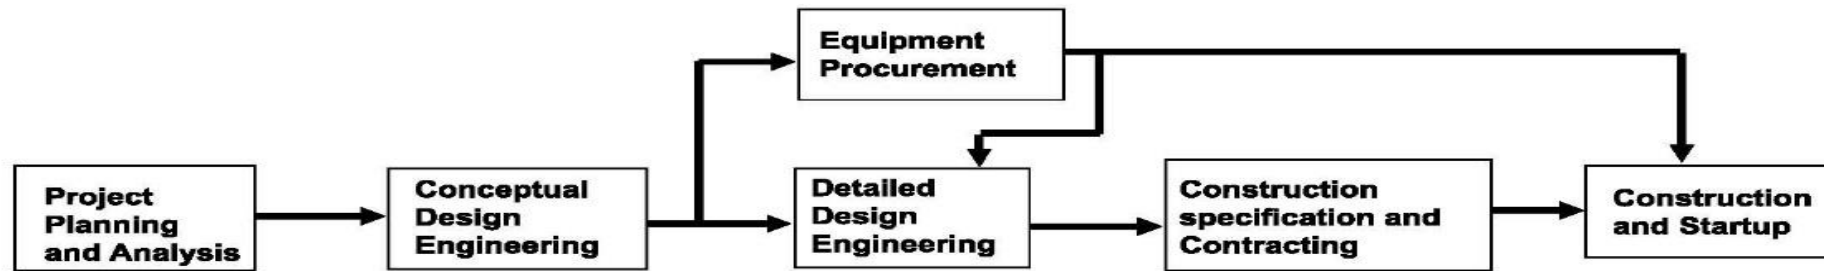 Equipment
Procurement
Project
Planning
and Analysis
Conceptual
Design
Engineering
Detailed
Design
Engineering
Construction
specification and
Contracting
Construction
and Startup